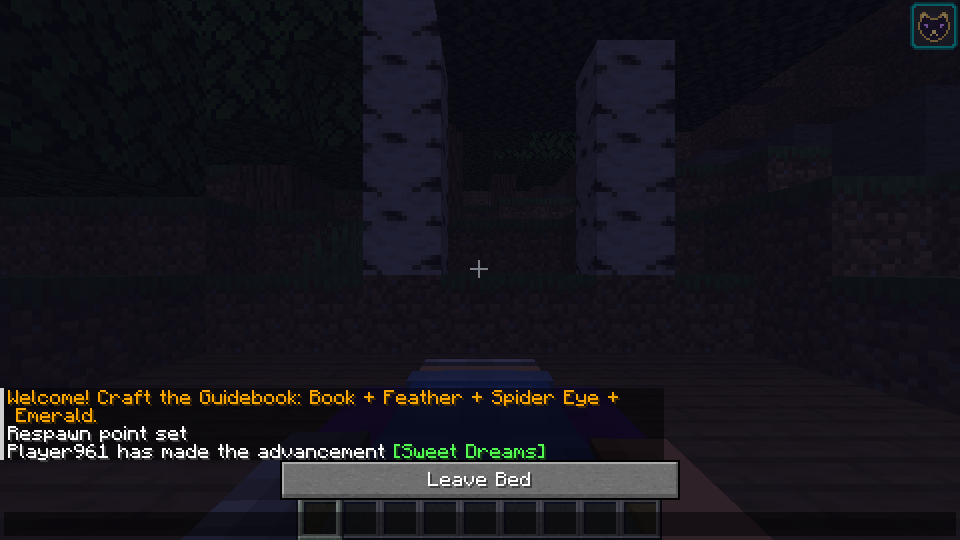 Welcome! Craft the Guidebook: Book + Feather + Spider Eye +
Emerald.
Respawn point set
Player961 has made the advancement [Sweet Dreams]
Leave Bed